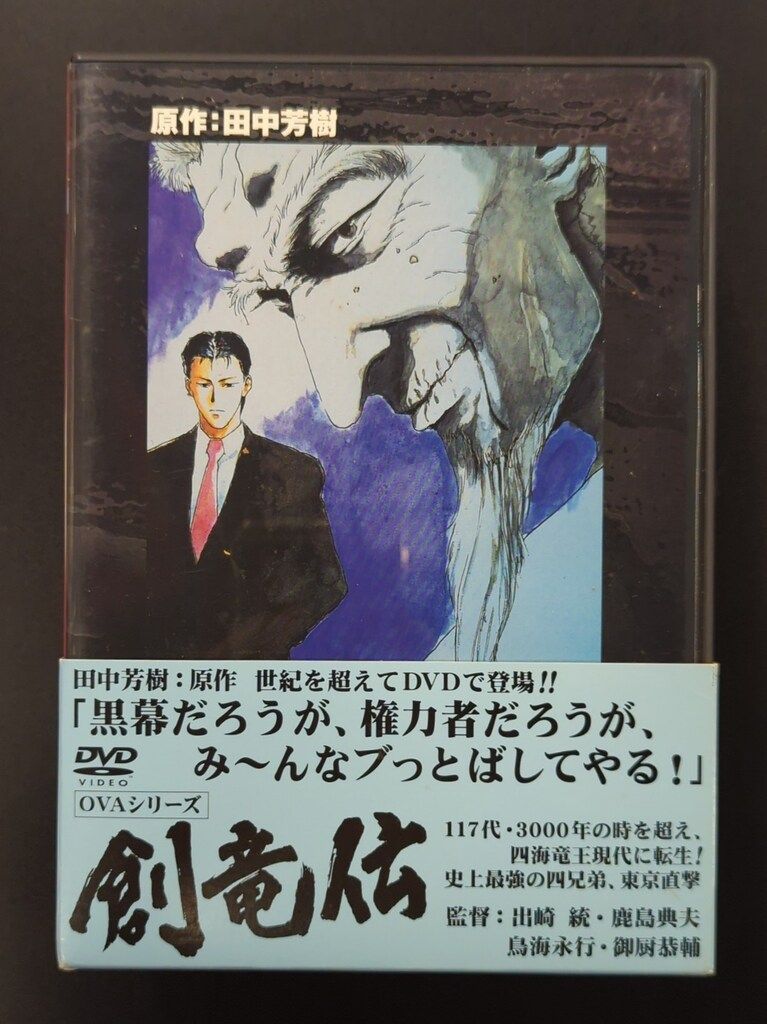 原作:田中芳樹
田中芳樹:原作 世紀を超えてDVDで登場!!
「黒幕だろうが、権力者だろうが、
み〜んなブっとばしてやる!」
DVD
VIDEO
OVAシリーズ
創竜伝
117代・3000年の時を超え、
四海竜王現代に転生!
史上最強の四兄弟、東京直撃
監督:出崎 統・鹿島典夫
鳥海永行・御厨恭輔